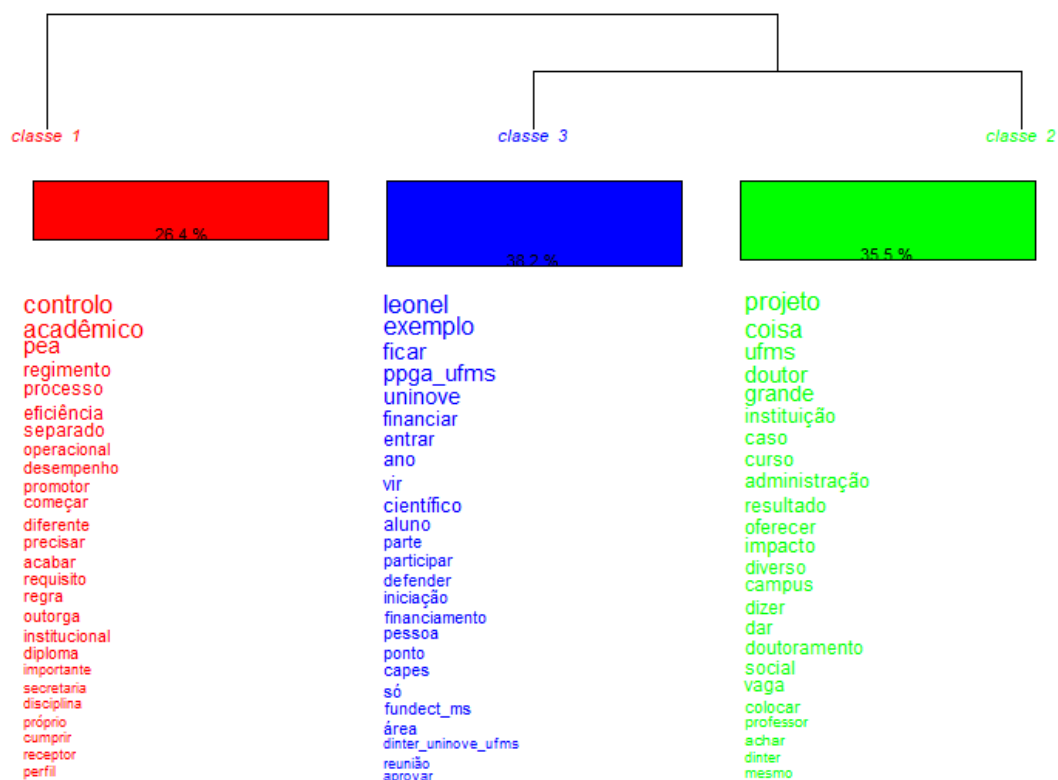 classe 1
classe 3
classe 2
26.4 %
38.2 %
35.5 %
controlo
acadêmico
pea
regimento
processo
eficiência
separado
operacional
desempenho
promotor
começar
diferente
precisar
acabar
requisito
regra
outorga
institucional
diploma
importante
secretaria
disciplina
próprio
cumprir
receptor
perfil
leonel
exemplo
ficar
ppga_ufms
uninove
financiar
entrar
ano
vir
científico
aluno
parte
participar
defender
iniciação
financiamento
pessoa
ponto
capes
só
fundect_ms
área
dinter_uninove_ufms
reunião
aprovar
projeto
coisa
ufms
doutor
grande
instituição
caso
curso
administração
resultado
oferecer
impacto
diverso
campus
dizer
dar
doutoramento
social
vaga
colocar
professor
achar
dinter
mesmo